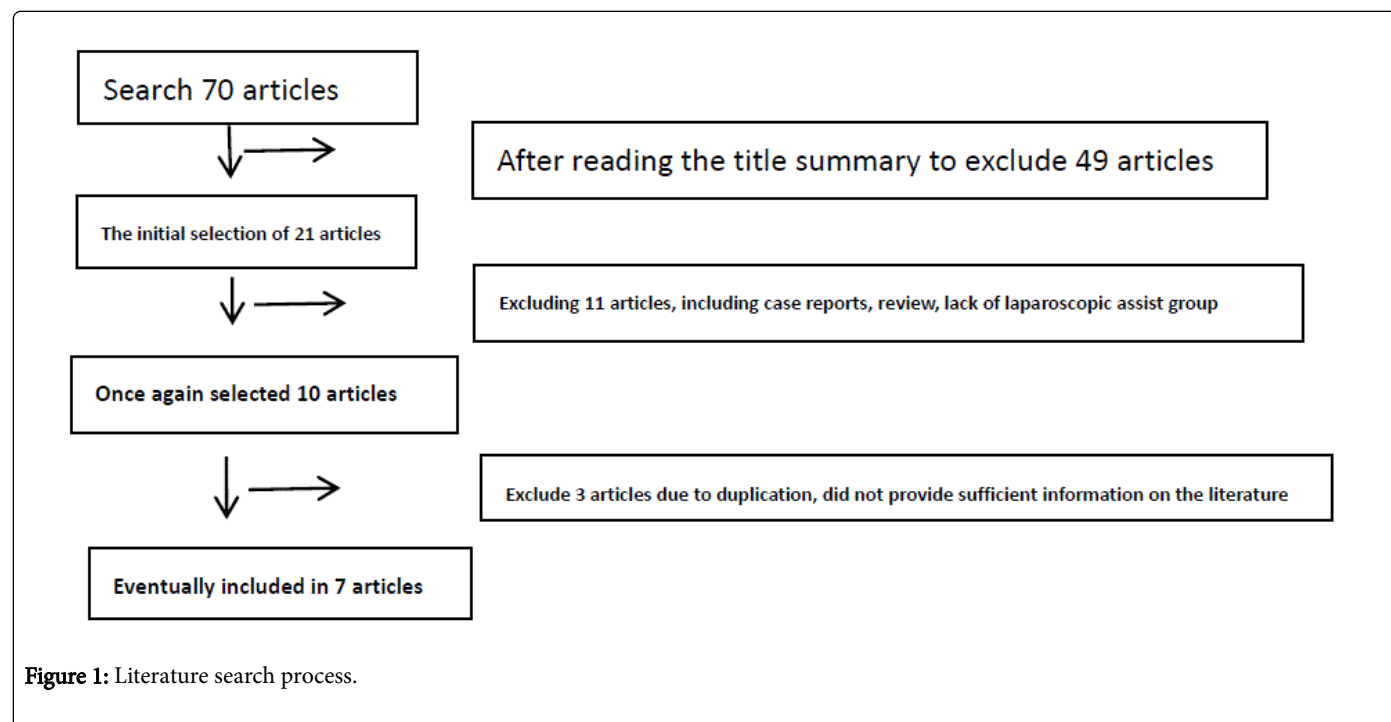 Search 70 articles
After reading the title summary to exclude 49 articles
The initial selection of 21 articles
Excluding 11 articles, including case reports, review, lack of laparoscopic assist group
Once again selected 10 articles
Exclude 3 articles due to duplication, did not provide sufficient information on the literature
Eventually included in 7 articles
Figure 1: Literature search process.